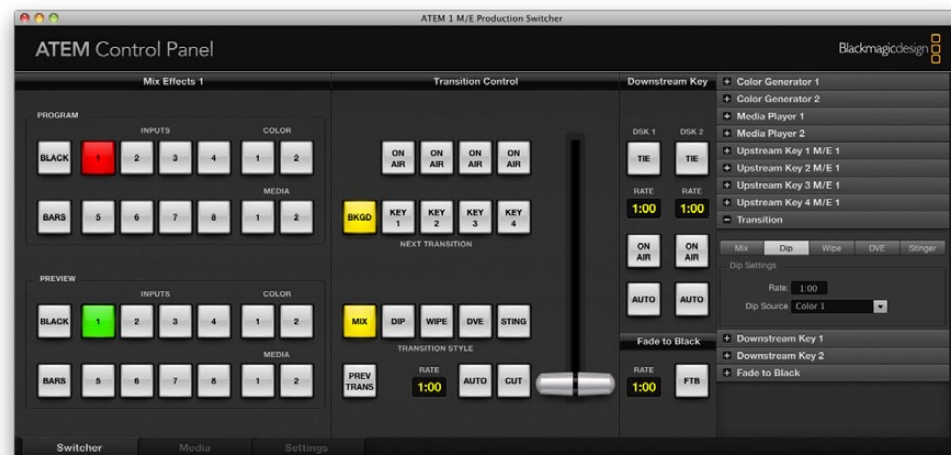 ATEM 1 M/E Production Switcher
ATEM Control Panel
Blackmagicdesign
Mix Effects 1
PROGRAM
INPUTS COLOR
BLACK 1 2 3 4 1 2
MEDIA
BARS 5 6 7 8 1 2
PREVIEW
INPUTS COLOR
BLACK 1 2 3 4 1 2
MEDIA
BARS 5 6 7 8 1 2
Transition Control
ON AIR ON AIR ON AIR ON AIR
BKGD KEY 1 KEY 2 KEY 3 KEY 4
NEXT TRANSITION
MIX DIP WIPE DVE STING
TRANSITION STYLE
PREV TRANS RATE 1:00 AUTO CUT
Downstream Key
DSK 1 DSK 2
TIE TIE
RATE RATE
1:00 1:00
ON AIR ON AIR
AUTO AUTO
Fade to Black
RATE
1:00 FTB
Color Generator 1
Color Generator 2
Media Player 1
Media Player 2
Upstream Key 1 M/E 1
Upstream Key 2 M/E 1
Upstream Key 3 M/E 1
Upstream Key 4 M/E 1
Transition
Mix Dip Wipe DVE Stinger
Dip Settings
Rate: 1:00
Dip Source Color 1
Downstream Key 1
Downstream Key 2
Fade to Black
Switcher Media Settings